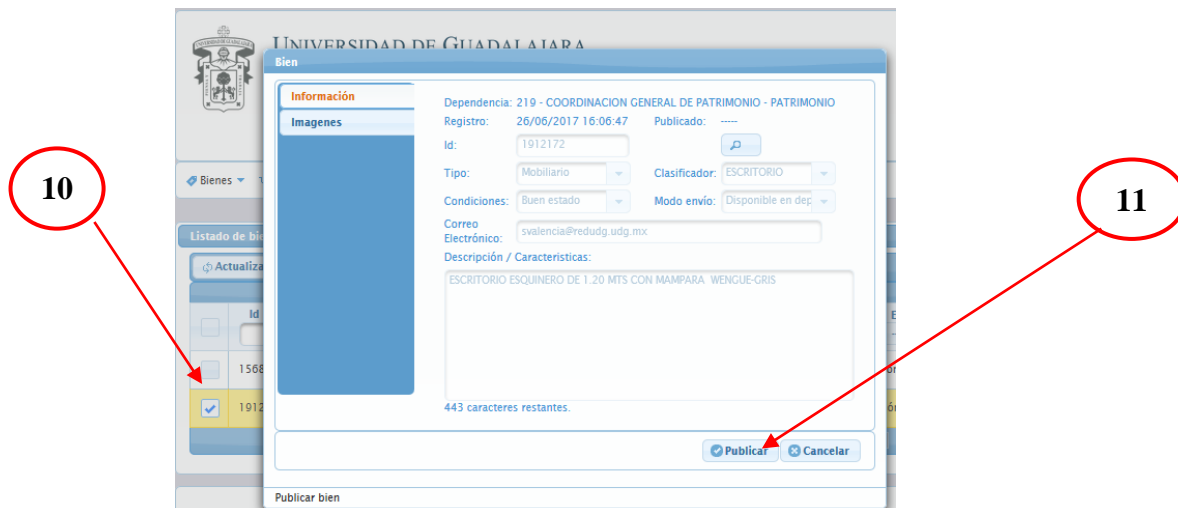 UNIVERSIDAD DE GUADALAJARA
Bien
Información
Imagenes
Dependencia: 219 - COORDINACION GENERAL DE PATRIMONIO - PATRIMONIO
Registro: 26/06/2017 16:06:47 Publicado: -----
Id: 1912172
Tipo: Mobiliario Clasificador: ESCRITORIO
Condiciones: Buen estado Modo envío: Disponible en dep
Correo
Electrónico: svalencia@redudg.udg.mx
Descripción / Caracteristicas:
ESCRITORIO ESQUINERO DE 1.20 MTS CON MAMPARA WENGUE-GRIS
443 caracteres restantes.
Publicar Cancelar
Publicar bien
10
11
Bienes
Listado de bie
Actualiza
Id
1568
1912